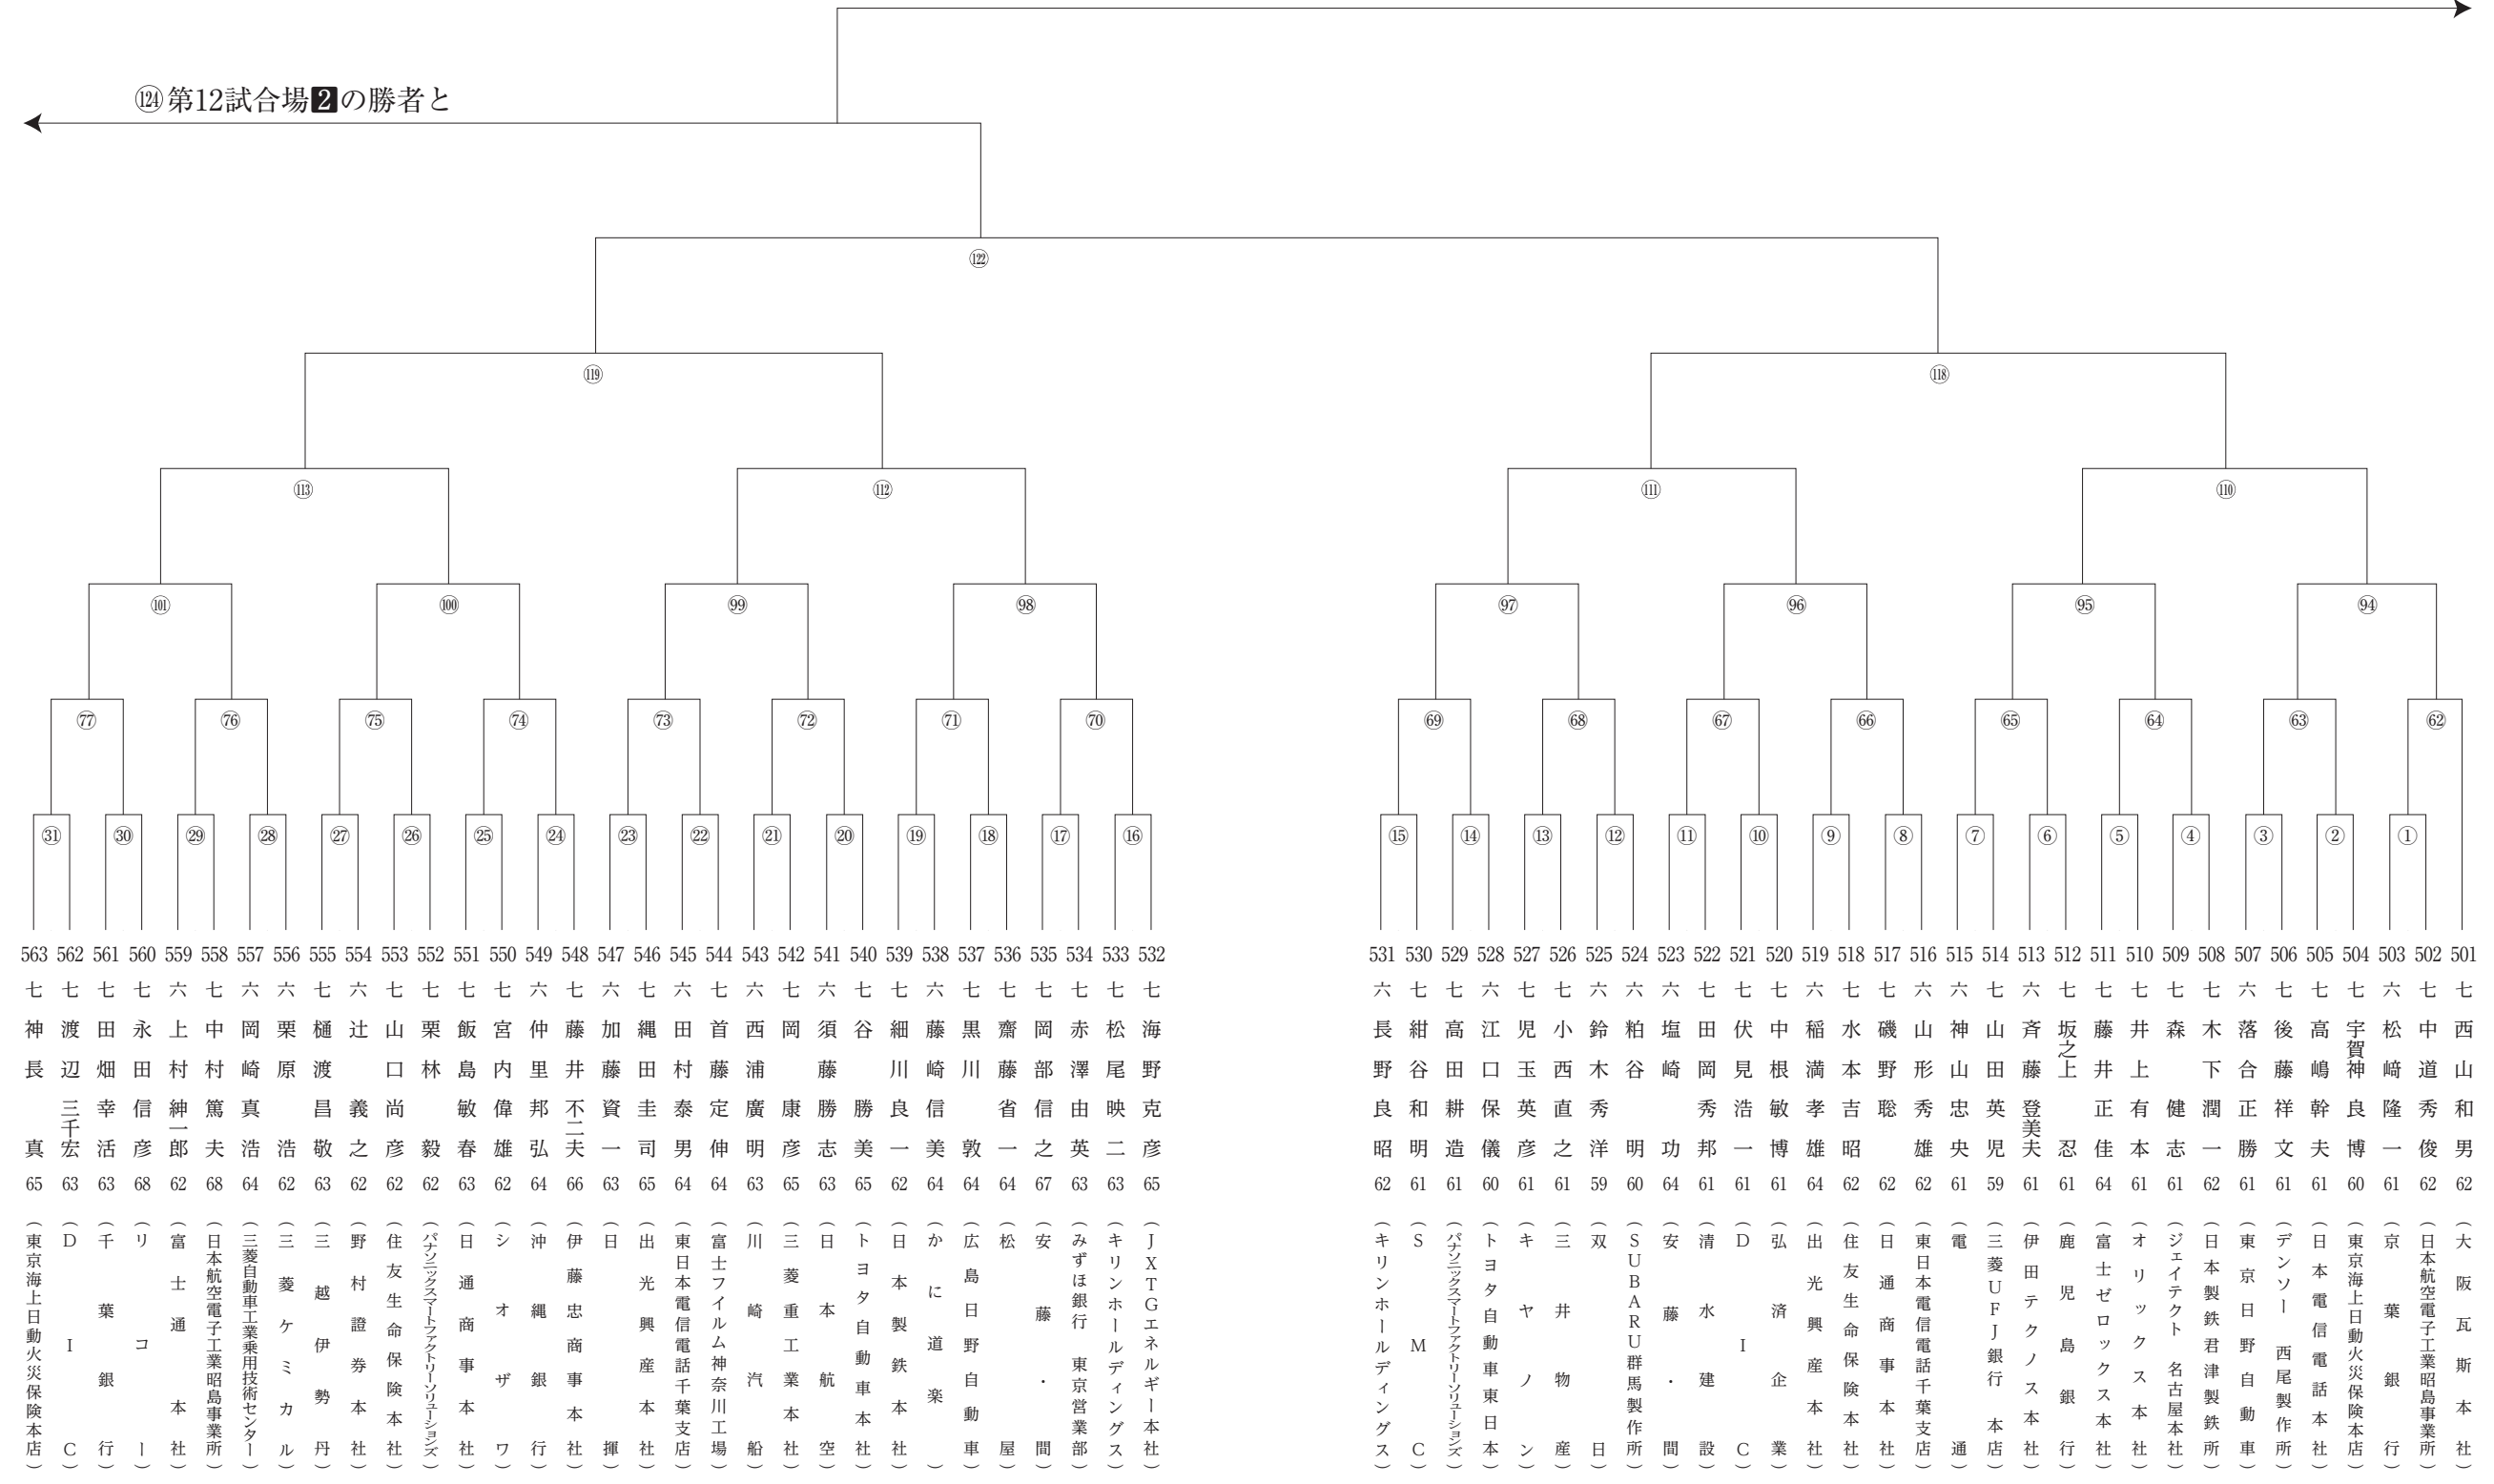 ⑫④第12試合場2の勝者と
122
119
118
113
112
111
110
101
100
99
98
97
96
95
94
77
76
75
74
73
72
71
70
69
68
67
66
65
64
63
62
31
30
29
28
27
26
25
24
23
22
21
20
19
18
17
16
15
14
13
12
11
10
9
8
7
6
5
4
3
2
1
501 七 西山和男 62 (大阪瓦斯本社)
502 七 中道秀俊 62 (日本航空電子工業昭島事業所)
503 六 松﨑隆一 61 (京葉銀行)
504 七 宇賀神良博 60 (東京海上日動火災保険本店)
505 七 高嶋幹夫 61 (日本電信電話本社)
506 七 後藤祥文 61 (デンソー 西尾製作所)
507 六 落合正勝 61 (東京日野自動車)
508 七 木下潤一 62 (日本製鉄君津製鉄所)
509 七 森健志 61 (ジェイテクト 名古屋本社)
510 七 井上有本 61 (オリックス本社)
511 七 藤井正佳 64 (富士ゼロックス本社)
512 七 坂之上忍 61 (鹿児島銀行)
513 六 斉藤登美夫 61 (伊田テクノス本社)
514 七 山田英児 59 (三菱UFJ銀行 本店)
515 六 神山忠央 61 (電通)
516 六 山形秀雄 62 (東日本電信電話千葉支店)
517 七 磯野聡 62 (日通商事本社)
518 七 水本吉昭 62 (住友生命保険本社)
519 六 稲満孝雄 64 (出光興産本社)
520 七 中根敏博 61 (弘済企業)
521 七 伏見浩一 61 (DIC)
522 七 田岡秀邦 61 (清水建設)
523 六 塩崎功 64 (安藤・間)
524 六 粕谷明 60 (SUBARU群馬製作所)
525 六 鈴木秀洋 59 (双日)
526 七 小西直之 61 (三井物産)
527 七 児玉英彦 61 (キヤノン)
528 六 江口保儀 60 (トヨタ自動車東日本)
529 七 高田耕造 61 (パナソニックスマートファクトリーソリューションズ)
530 七 紺谷和明 61 (SMC)
531 六 長野良昭 62 (キリンホールディングス)
532 七 海野克彦 65 (JXTGエネルギー本社)
533 七 松尾映二 63 (キリンホールディングス)
534 七 赤澤由英 63 (みずほ銀行 東京営業部)
535 七 岡部信之 67 (安藤・間)
536 七 齋藤省一 64 (松屋)
537 七 黒川敦 64 (広島日野自動車)
538 六 藤崎信美 64 (かに道楽)
539 七 細川良一 62 (日本製鉄本社)
540 七 谷勝美 65 (トヨタ自動車本社)
541 六 須藤勝志 63 (日本航空)
542 七 岡康彦 65 (三菱重工業本社)
543 六 西浦廣明 63 (川崎汽船)
544 七 首藤定伸 64 (富士フイルム神奈川工場)
545 六 田村泰男 64 (東日本電信電話千葉支店)
546 七 縄田圭司 65 (出光興産本社)
547 六 加藤資一 63 (日揮)
548 七 藤井不二夫 66 (伊藤忠商事本社)
549 六 仲里邦弘 64 (沖縄銀行)
550 七 宮内偉雄 62 (シオザワ)
551 七 飯島敏春 63 (日通商事本社)
552 七 栗林毅 62 (パナソニックスマートファクトリーソリューションズ)
553 七 山口尚彦 62 (住友生命保険本社)
554 六 辻義之 62 (野村證券本社)
555 七 樋渡昌敬 63 (三越伊勢丹)
556 六 栗原浩 62 (三菱ケミカル)
557 六 岡崎真浩 64 (三菱自動車工業乗用技術センター)
558 七 中村篤夫 68 (日本航空電子工業昭島事業所)
559 六 上村紳一郎 62 (富士通本社)
560 七 永田信彦 68 (リコー)
561 七 田畑幸活 63 (千葉銀行)
562 七 渡辺三千宏 63 (DIC)
563 七 神長真 65 (東京海上日動火災保険本店)